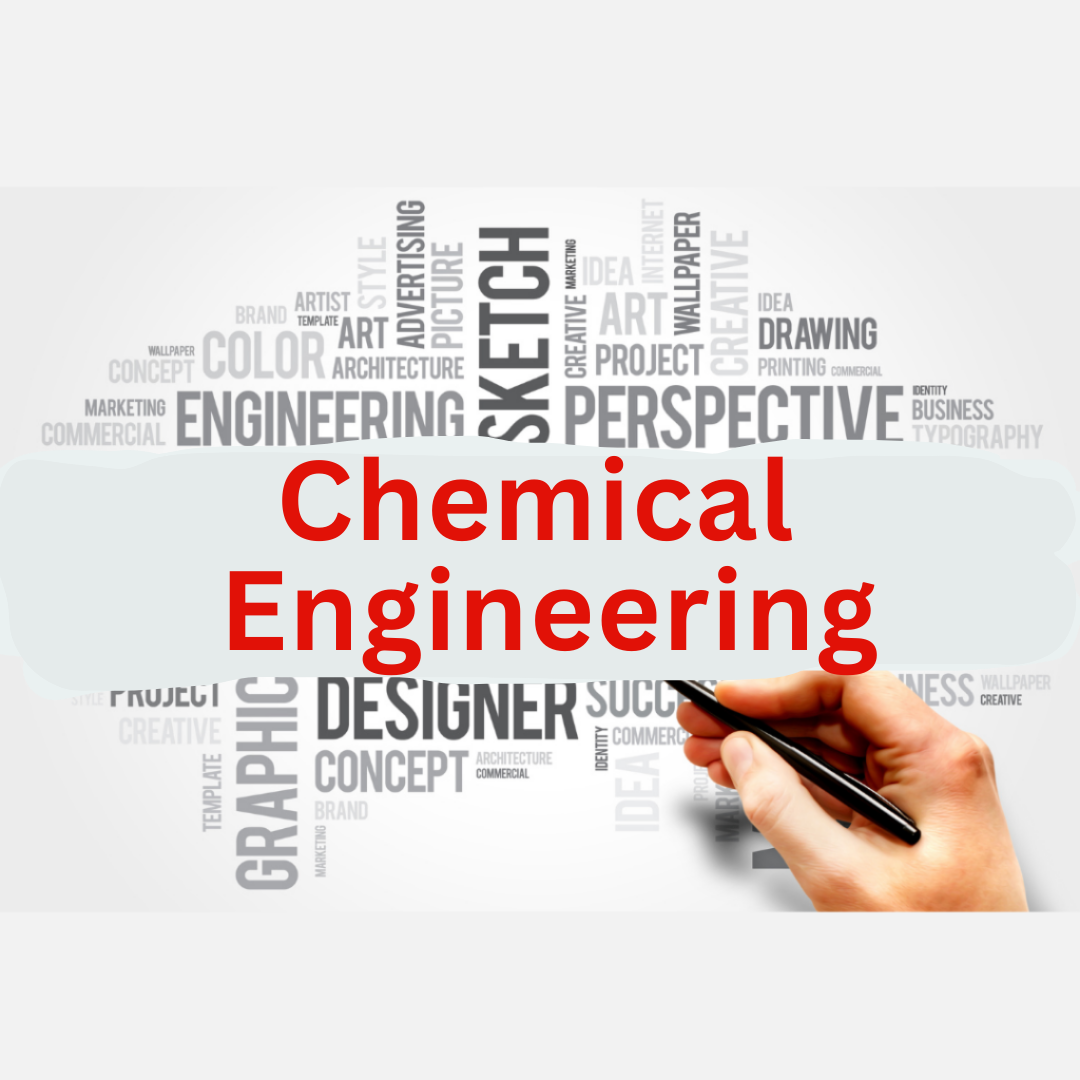 STYLE
ADVERTISING
PICTURE
SKETCH
MARKETING
IDEA
INTERNET
WALLPAPER
CREATIVE
BRAND
ARTIST
TEMPLATE
ART
CREATIVE
ART
IDEA
DRAWING
WALLPAPER
CONCEPT
COLOR
ARCHITECTURE
PROJECT
PRINTING
COMMERCIAL
MARKETING
COMMERCIAL
ENGINEERING
PERSPECTIVE
IDENTITY
BUSINESS
TYPOGRAPHY
Chemical
Engineering
STYLE
PROJECT
GRAPHIC
DESIGNER
SUCC
NESS
WALLPAPER
CREATIVE
CREATIVE
TEMPLATE
CONCEPT
ARCHITECTURE
COMMERCIAL
IDENTITY
COMMERC
IDEA
BRAND
MARKETING
MARK